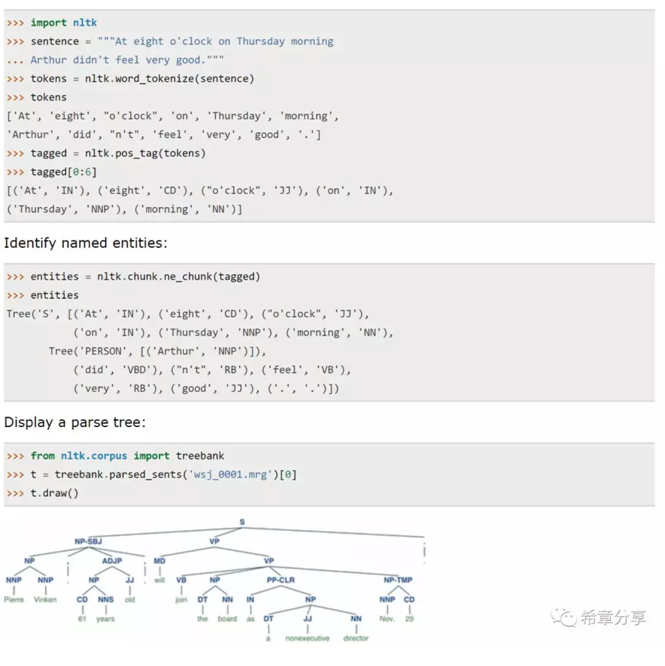 >>> import nltk
>>> sentence = """At eight o'clock on Thursday morning
... Arthur didn't feel very good."""
>>> tokens = nltk.word_tokenize(sentence)
>>> tokens
['At', 'eight', "o'clock", 'on', 'Thursday', 'morning',
'Arthur', 'did', "n't", 'feel', 'very', 'good', '.']
>>> tagged = nltk.pos_tag(tokens)
>>> tagged[0:6]
[('At', 'IN'), ('eight', 'CD'), ("o'clock", 'JJ'), ('on', 'IN'),
('Thursday', 'NNP'), ('morning', 'NN')]
Identify named entities:
>>> entities = nltk.chunk.ne_chunk(tagged)
>>> entities
Tree('S', [('At', 'IN'), ('eight', 'CD'), ("o'clock", 'JJ'),
('on', 'IN'), ('Thursday', 'NNP'), ('morning', 'NN'),
Tree('PERSON', [('Arthur', 'NNP')]),
('did', 'VBD'), ("n't", 'RB'), ('feel', 'VB'),
('very', 'RB'), ('good', 'JJ'), ('.', '.')])
Display a parse tree:
>>> from nltk.corpus import treebank
>>> t = treebank.parsed_sents('wsj_0001.mrg')[0]
>>> t.draw()
S
NP-SBJ VP .
NP , ADJP , MD VP
NNP NNP NP JJ will VB NP PP-CLR NP-TMP
Pierre Vinken CD NNS old join DT NN IN NP NNP CD
61 years the board as DT JJ NN Nov. 29
a nonexecutive director
希章分享